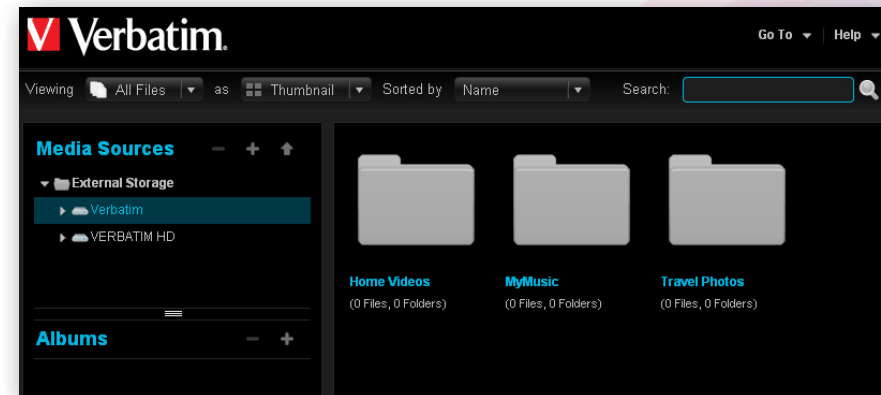 Verbatim.
Go To Help
Viewing All Files as Thumbnail Sorted by Name Search:
Media Sources
External Storage
Verbatim
VERBATIM HD
Albums
Home Videos MyMusic Travel Photos
(0 Files, 0 Folders) (0 Files, 0 Folders) (0 Files, 0 Folders)